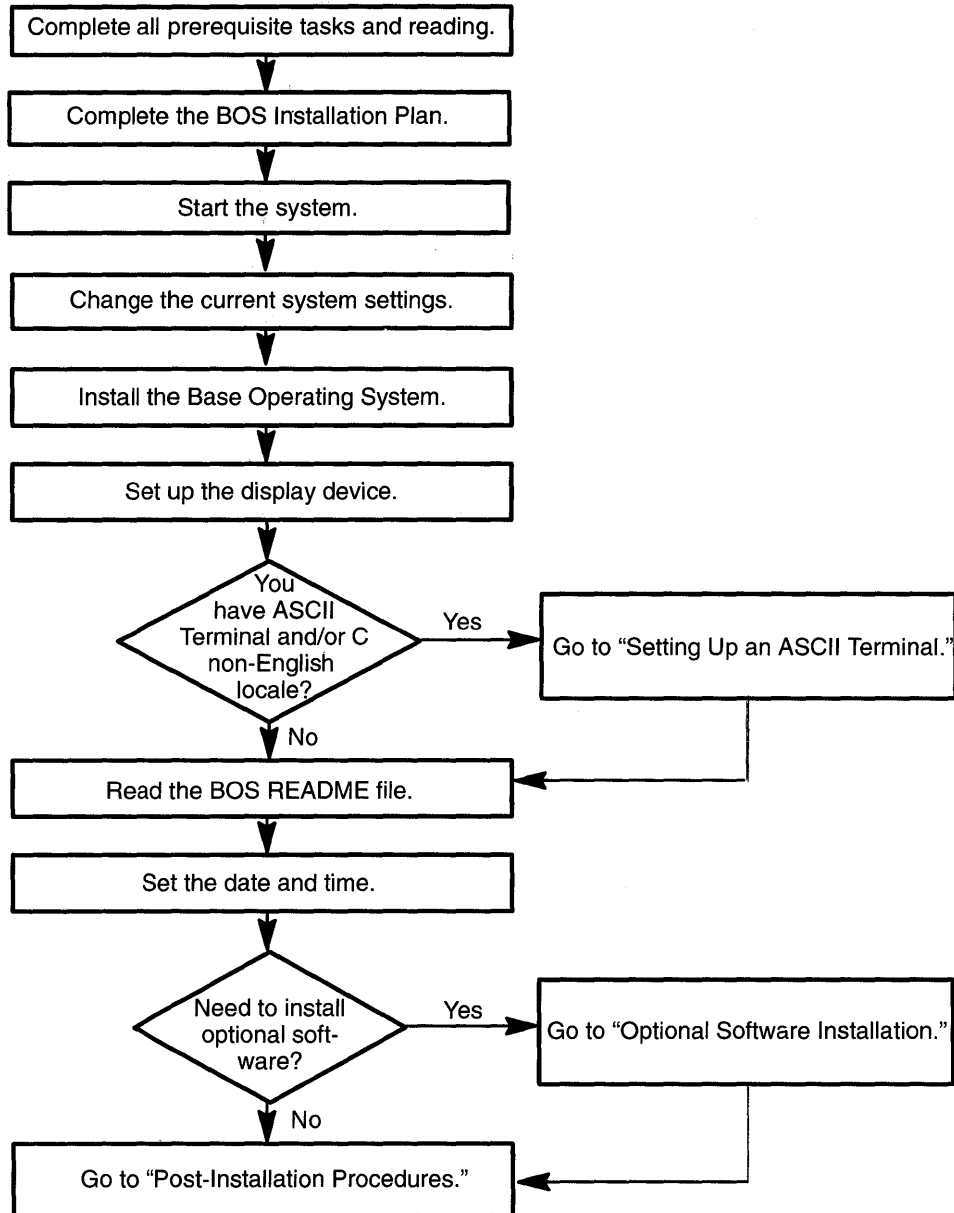 Complete all prerequisite tasks and reading.
Complete the BOS Installation Plan.
Start the system.
Change the current system settings.
Install the Base Operating System.
Set up the display device.
You
have ASCII
Terminal and/or C
non-English
locale?
Yes
Go to “Setting Up an ASCII Terminal.”
No
Read the BOS README file.
Set the date and time.
Need to install
optional soft-
ware?
Yes
Go to “Optional Software Installation.”
No
Go to “Post-Installation Procedures.”